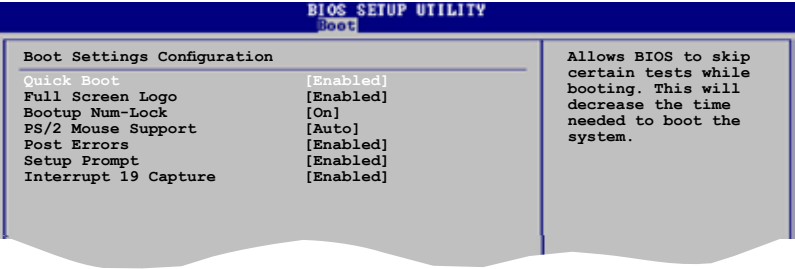 BIOS SETUP UTILITY
Boot
Boot Settings Configuration
Quick Boot [Enabled]
Full Screen Logo [Enabled]
Bootup Num-Lock [On]
PS/2 Mouse Support [Auto]
Post Errors [Enabled]
Setup Prompt [Enabled]
Interrupt 19 Capture [Enabled]
Allows BIOS to skip
certain tests while
booting. This will
decrease the time
needed to boot the
system.